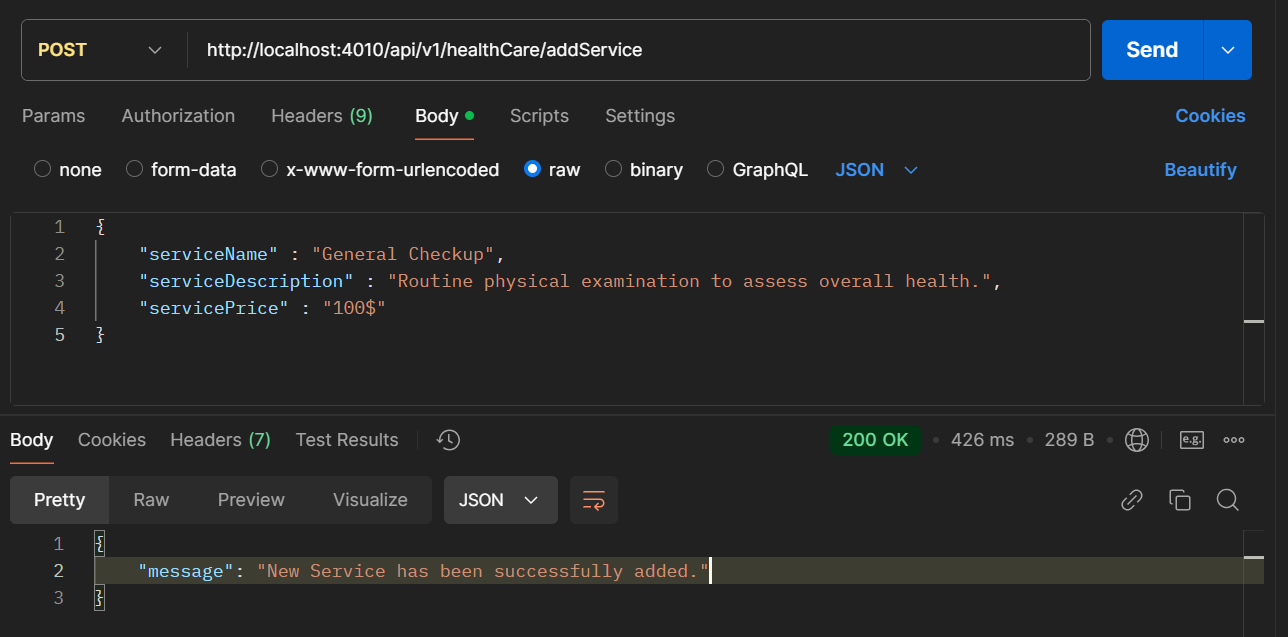 POST http://localhost:4010/api/v1/healthCare/addService Send
Params Authorization Headers (9) Body Scripts Settings Cookies
none form-data x-www-form-urlencoded raw binary GraphQL JSON Beautify
1 {
2 "serviceName" : "General Checkup",
3 "serviceDescription" : "Routine physical examination to assess overall health.",
4 "servicePrice" : "100$"
5 }
Body Cookies Headers (7) Test Results 200 OK • 426 ms • 289 B • e.g.
Pretty Raw Preview Visualize JSON
1 {
2 "message": "New Service has been successfully added."
3 }